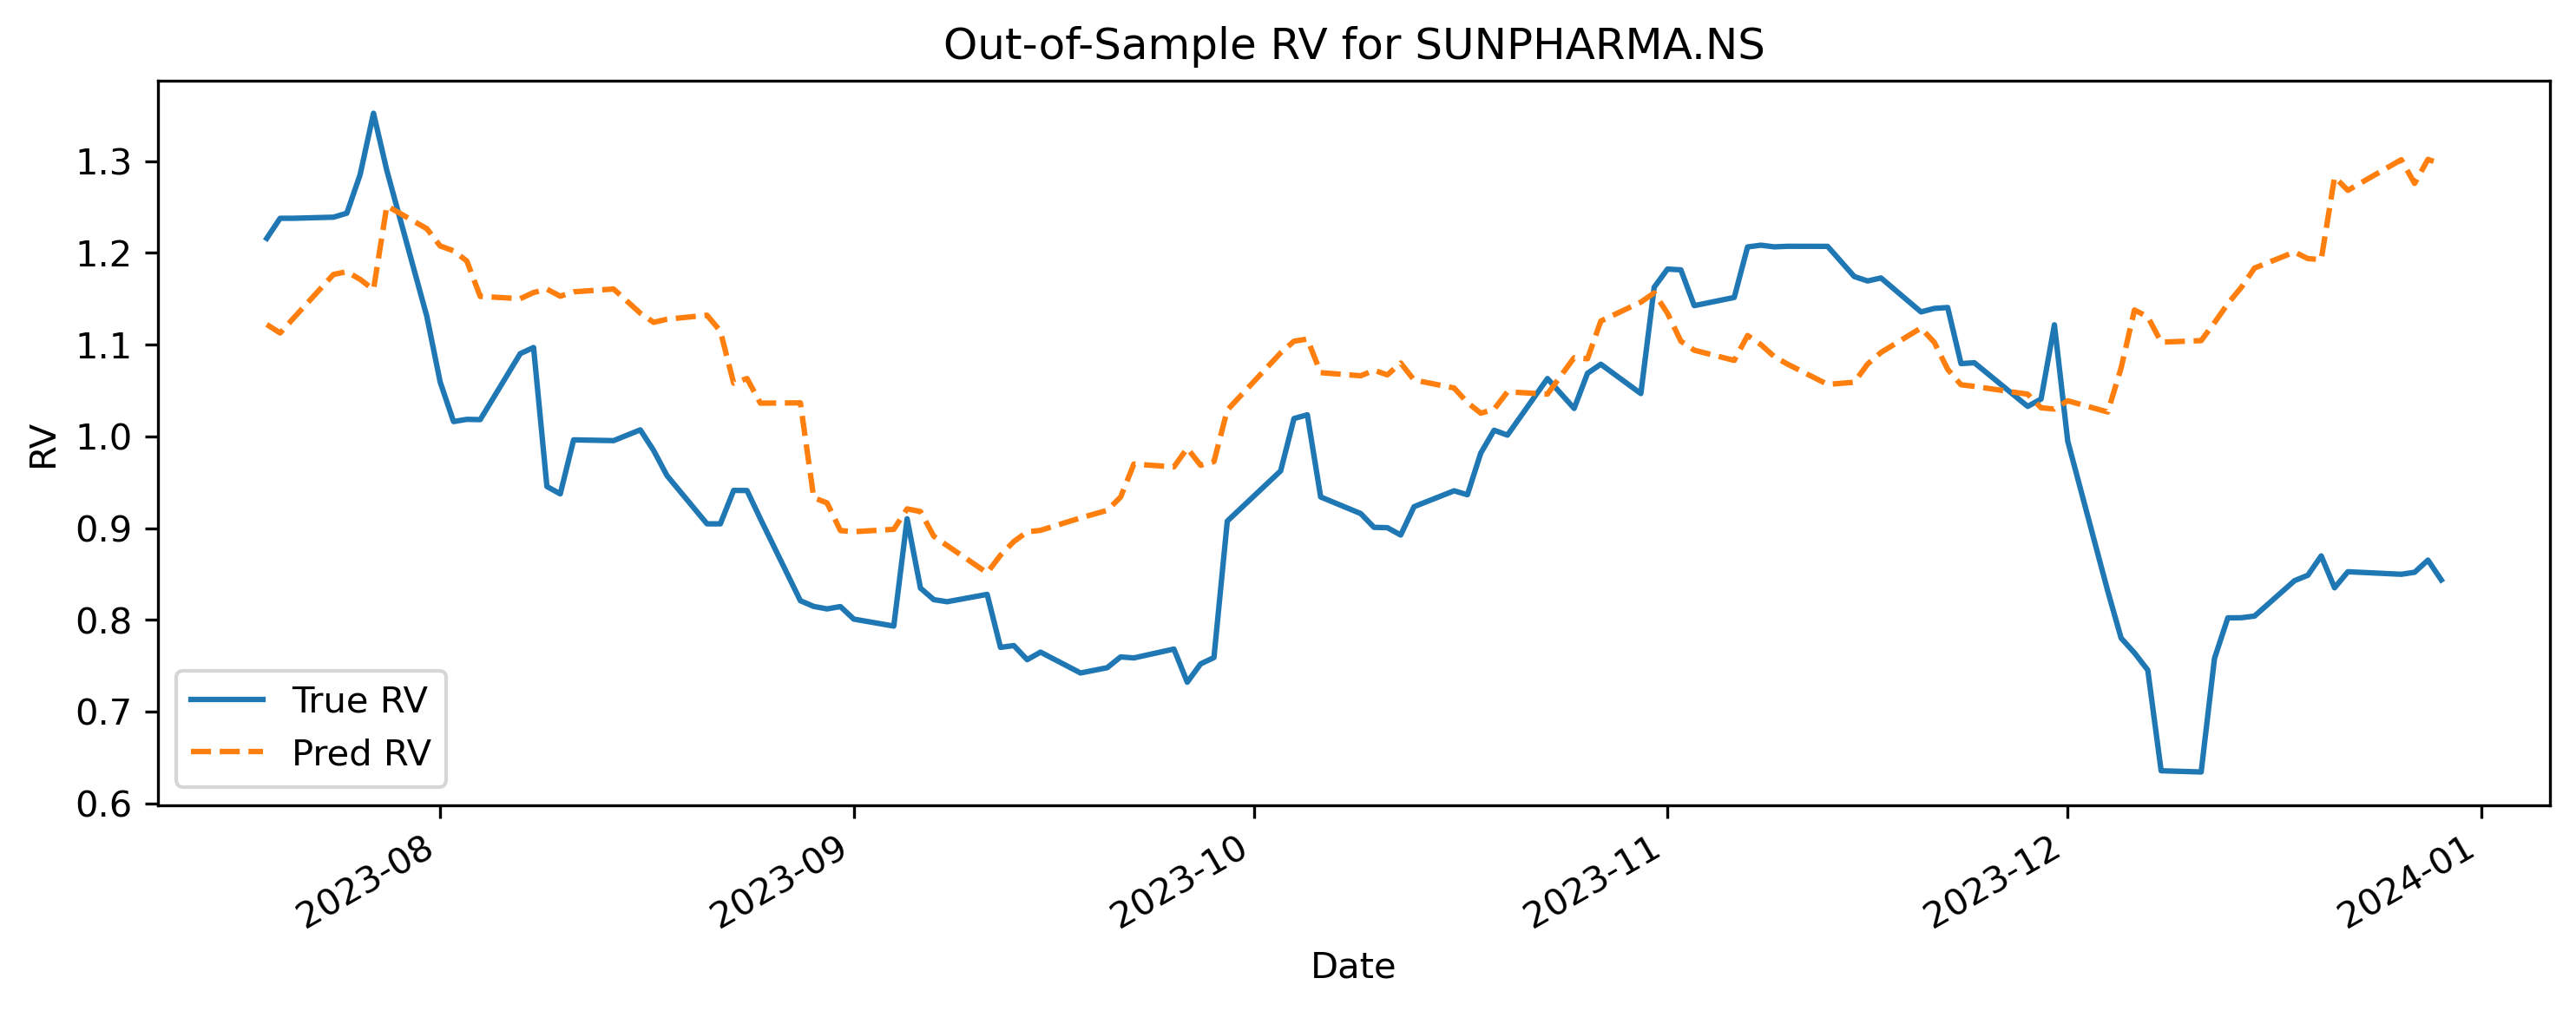 Out-of-Sample RV for SUNPHARMA.NS
RV
1.3
1.2
1.1
1.0
0.9
0.8
0.7
0.6
True RV
Pred RV
2023-08
2023-09
2023-10
2023-11
2023-12
2024-01
Date